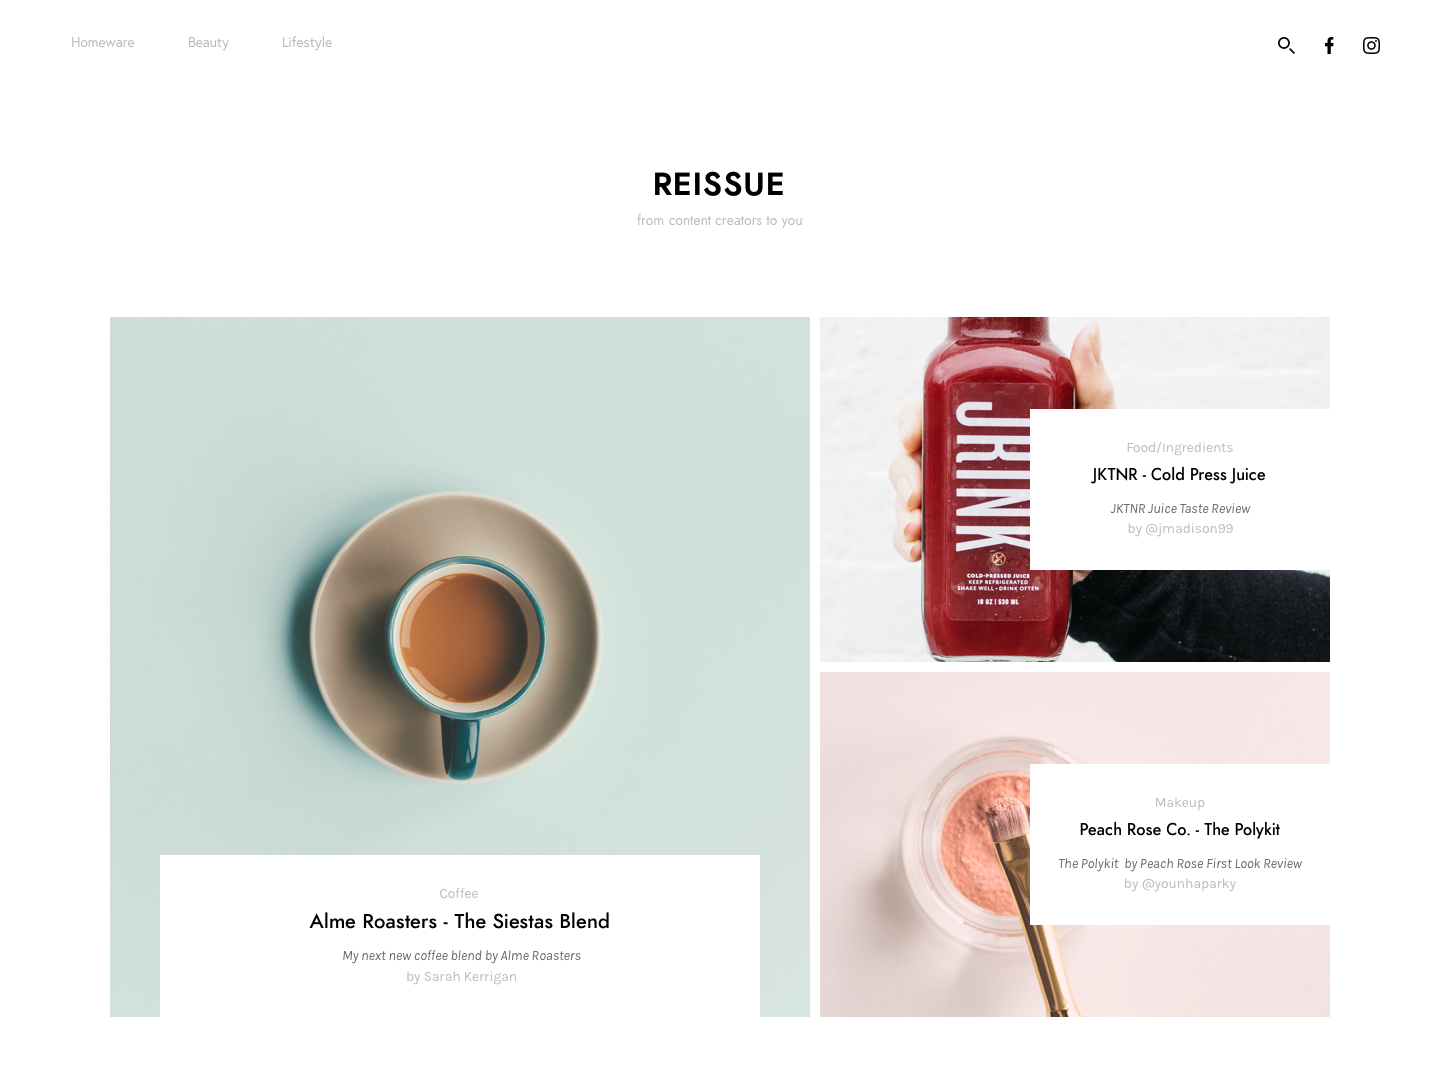 Homeware
Beauty
Lifestyle
REISSUE
from content creators to you
Coffee
Alme Roasters - The Siestas Blend
My next new coffee blend by Alme Roasters
by Sarah Kerrigan
JRINK
COLD-PRESSED JUICE
KEEP REFRIGERATED
SHAKE WELL • DRINK OFTEN
18 OZ | 530 ML
Food/Ingredients
JKTNR - Cold Press Juice
JKTNR Juice Taste Review
by @jmadison99
Makeup
Peach Rose Co. - The Polykit
The Polykit  by Peach Rose First Look Review
by @younhaparky